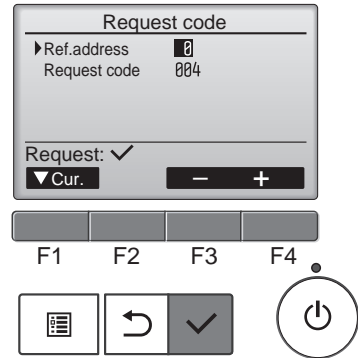 Request code
Ref.address 0
Request code 004
Request: ✓
▼Cur. − +
F1 F2 F3 F4